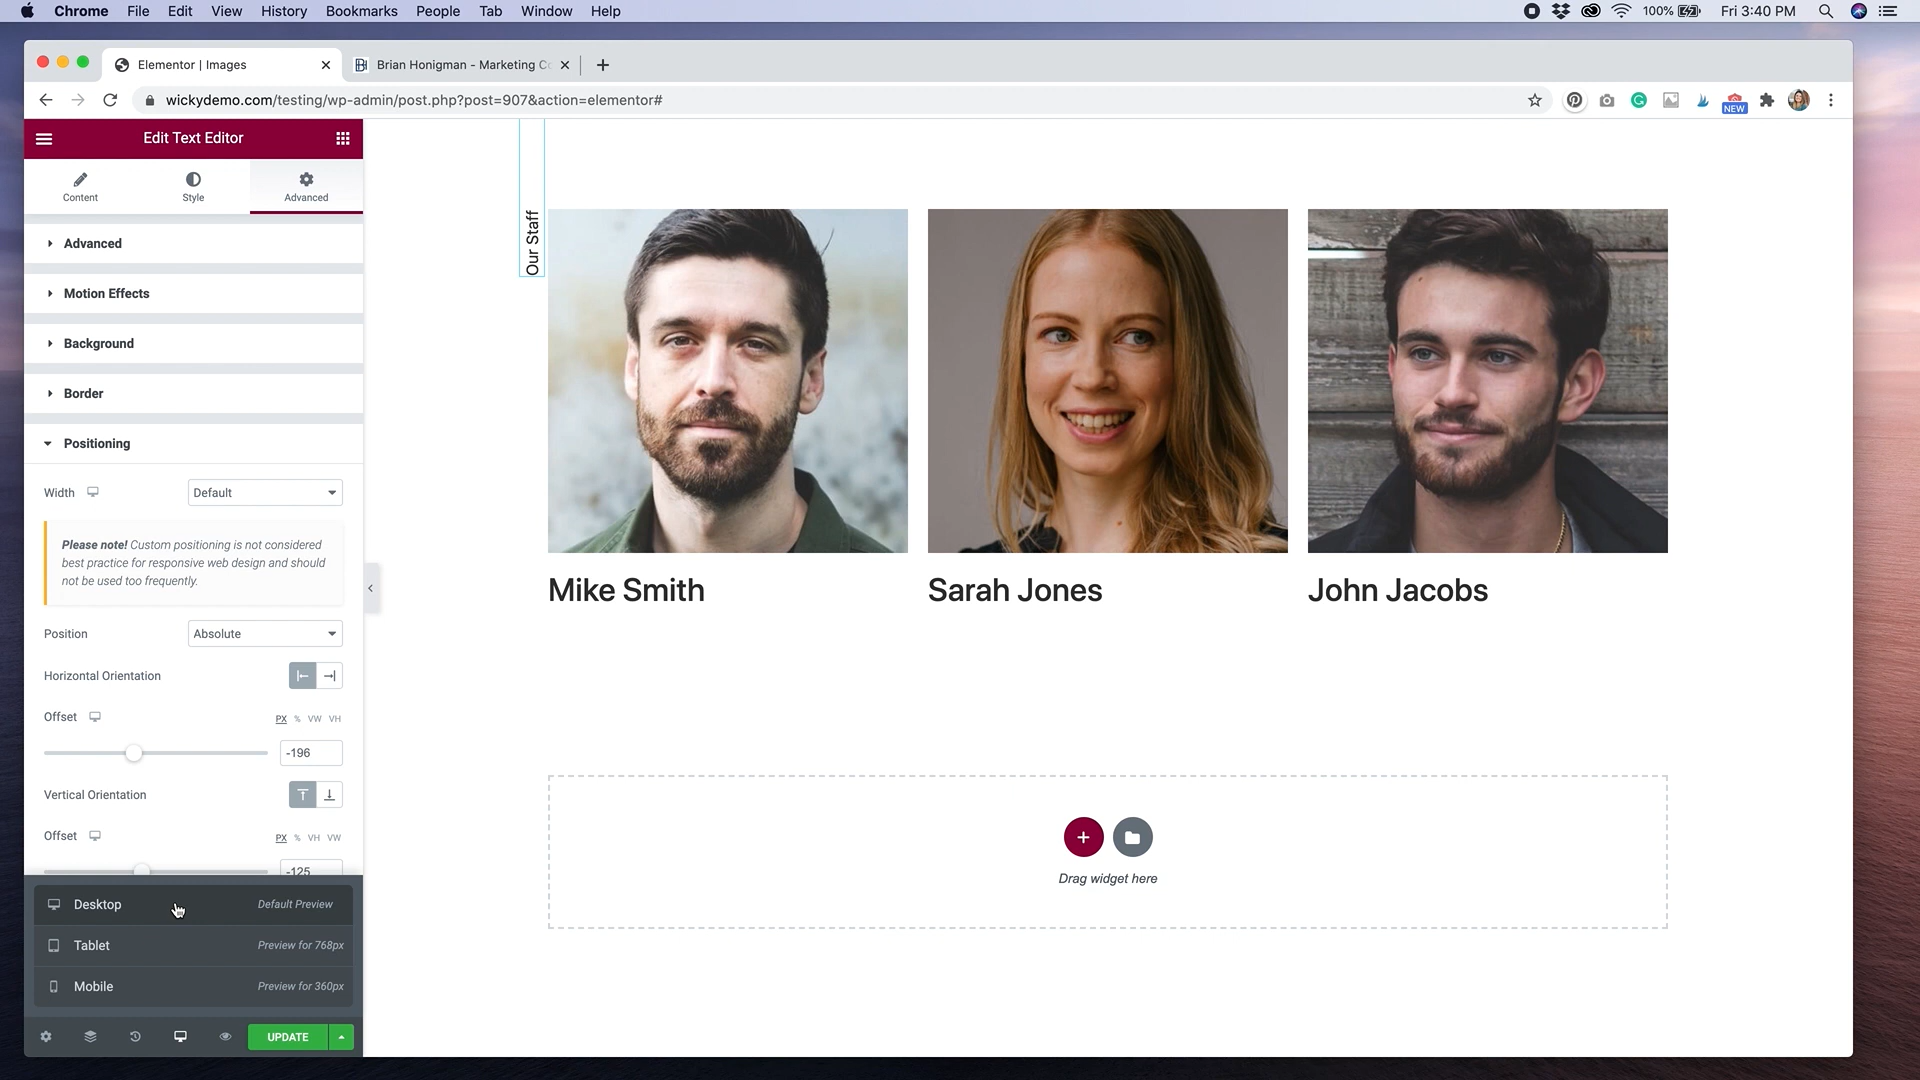 Chrome File Edit View History Bookmarks People Tab Window Help
100% Fri 3:40 PM
Elementor | Images
Brian Honigman - Marketing Co
wickydemo.com/testing/wp-admin/post.php?post=907&action=elementor#
NEW
Edit Text Editor
Content Style Advanced
Advanced
Motion Effects
Background
Border
Positioning
Width Default
Please note! Custom positioning is not considered
best practice for responsive web design and should
not be used too frequently.
Position Absolute
Horizontal Orientation
Offset PX % VW VH
-196
Vertical Orientation
Offset PX % VH VW
-125
Desktop Default Preview
Tablet Preview for 768px
Mobile Preview for 360px
UPDATE
Our Staff
Mike Smith
Sarah Jones
John Jacobs
Drag widget here